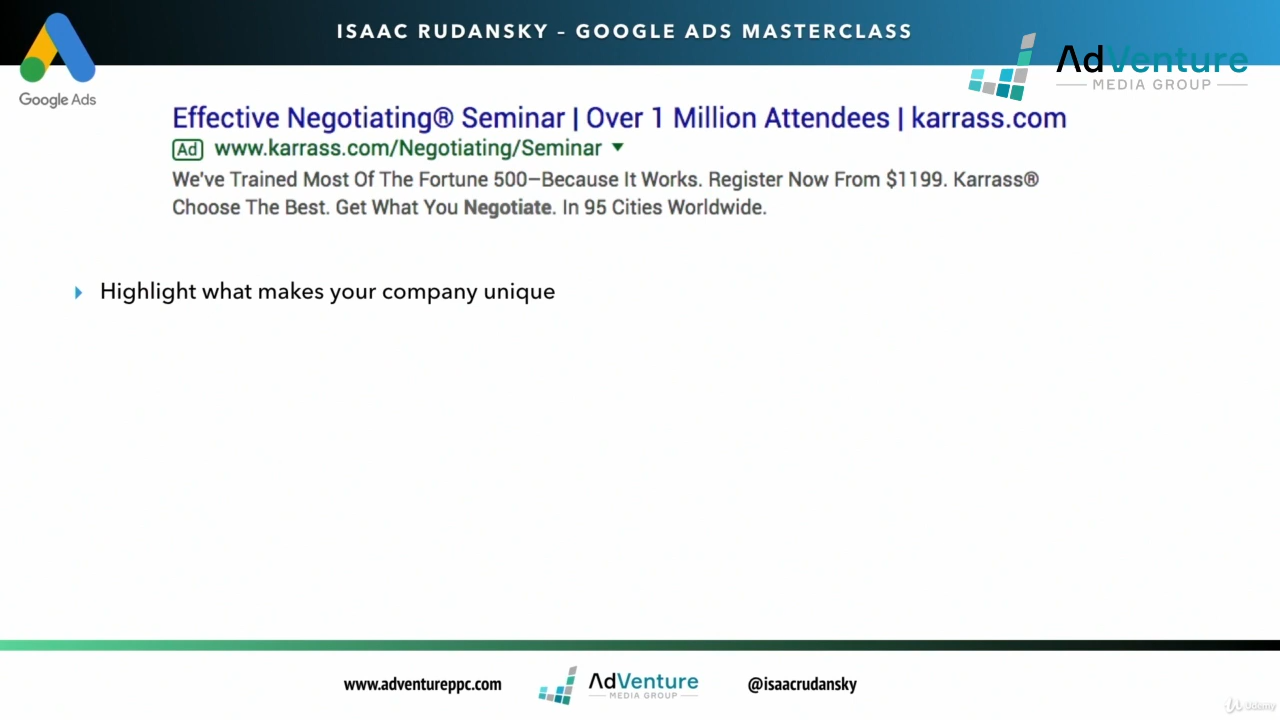 ISAAC RUDANSKY – GOOGLE ADS MASTERCLASS
Google Ads
AdVenture
MEDIA GROUP
Effective Negotiating® Seminar | Over 1 Million Attendees | karrass.com
Ad www.karrass.com/Negotiating/Seminar
We've Trained Most Of The Fortune 500–Because It Works. Register Now From $1199. Karrass®
Choose The Best. Get What You Negotiate. In 95 Cities Worldwide.
Highlight what makes your company unique
www.adventureppc.com
AdVenture
MEDIA GROUP
@isaacrudansky
Udemy